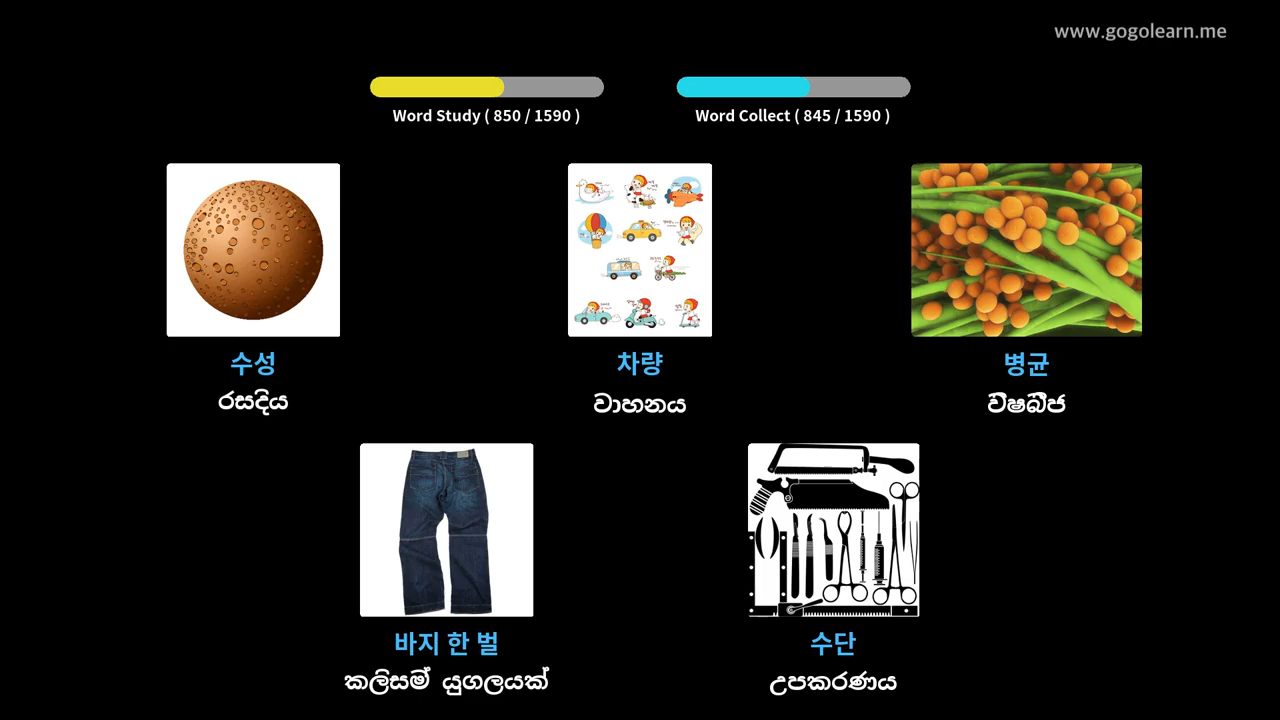 www.gogolearn.me
Word Study ( 850 / 1590 )
Word Collect ( 845 / 1590 )
수성
차량
병균
රසදිය
වාහනය
විෂබීජ
바지 한 벌
수단
කලිසම් යුගලයක්
උපකරණය